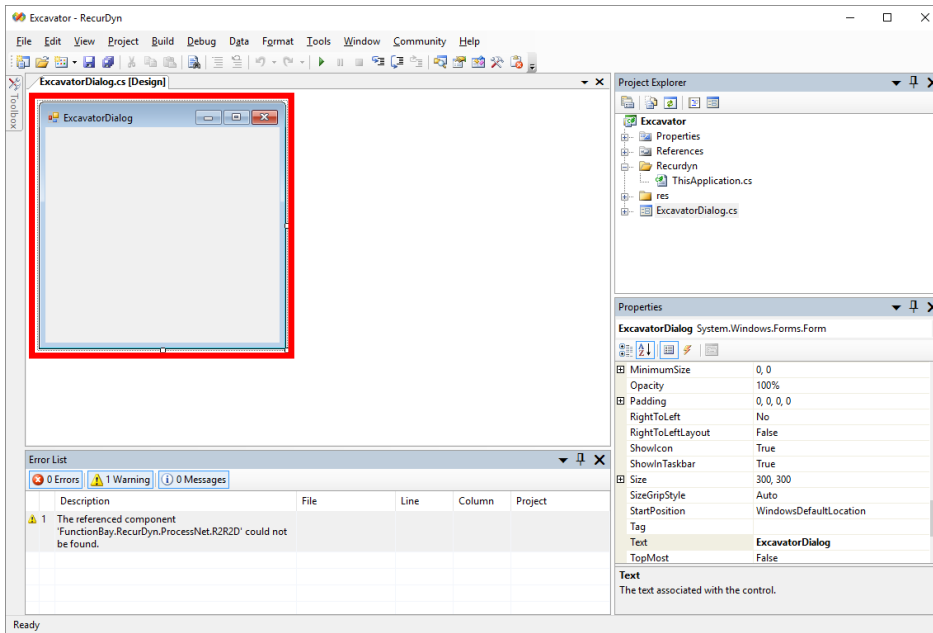 Excavator - RecurDyn
File Edit View Project Build Debug Data Format Tools Window Community Help
Toolbox
ExcavatorDialog.cs [Design]
ExcavatorDialog
Project Explorer
Excavator
Properties
References
Recurdyn
ThisApplication.cs
res
ExcavatorDialog.cs
Properties
ExcavatorDialog System.Windows.Forms.Form
MinimumSize 0, 0
Opacity 100%
Padding 0, 0, 0, 0
RightToLeft No
RightToLeftLayout False
ShowIcon True
ShowInTaskbar True
Size 300, 300
SizeGripStyle Auto
StartPosition WindowsDefaultLocation
Tag
Text ExcavatorDialog
TopMost False
Text
The text associated with the control.
Error List
0 Errors 1 Warning 0 Messages
Description File Line Column Project
1 The referenced component
'FunctionBay.RecurDyn.ProcessNet.R2R2D' could not
be found.
Ready